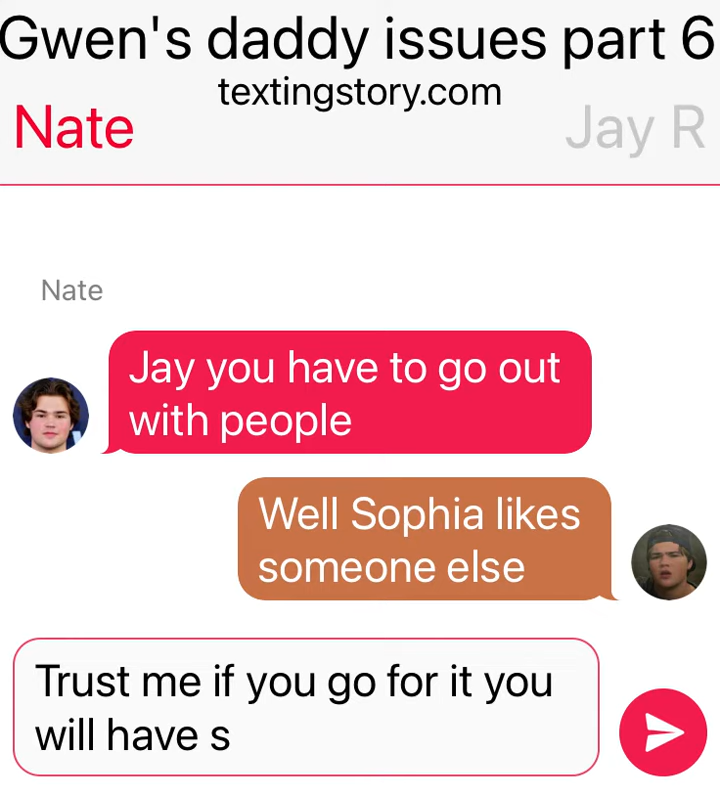 Gwen's daddy issues part 6
textingstory.com
Nate
Jay R
Nate
Jay you have to go out
with people
Well Sophia likes
someone else
Trust me if you go for it you
will have s